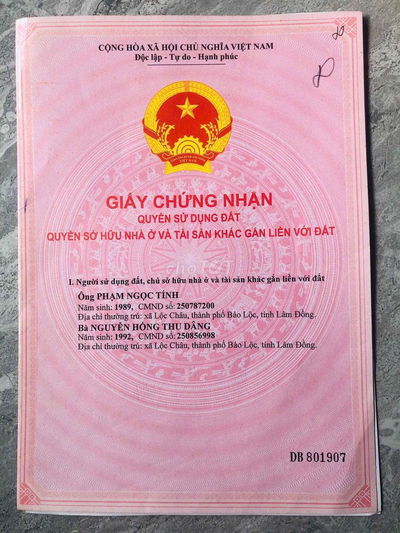 CỘNG HÒA XÃ HỘI CHỦ NGHĨA VIỆT NAM
Độc lập - Tự do - Hạnh phúc
VIỆT NAM
GIẤY CHỨNG NHẬN
QUYỀN SỬ DỤNG ĐẤT
QUYỀN SỞ HỮU NHÀ Ở VÀ TÀI SẢN KHÁC GẮN LIỀN VỚI ĐẤT
I. Người sử dụng đất, chủ sở hữu nhà ở và tài sản khác gắn liền với đất
Ông PHẠM NGỌC TÍNH
Năm sinh: 1989, CMND số: 250787200
Địa chỉ thường trú: xã Lộc Châu, thành phố Bảo Lộc, tỉnh Lâm Đồng.
Bà NGUYỄN HỒNG THU DÂNG
Năm sinh: 1992, CMND số: 250856998
Địa chỉ thường trú: xã Lộc Châu, thành phố Bảo Lộc, tỉnh Lâm Đồng.
DB 801907